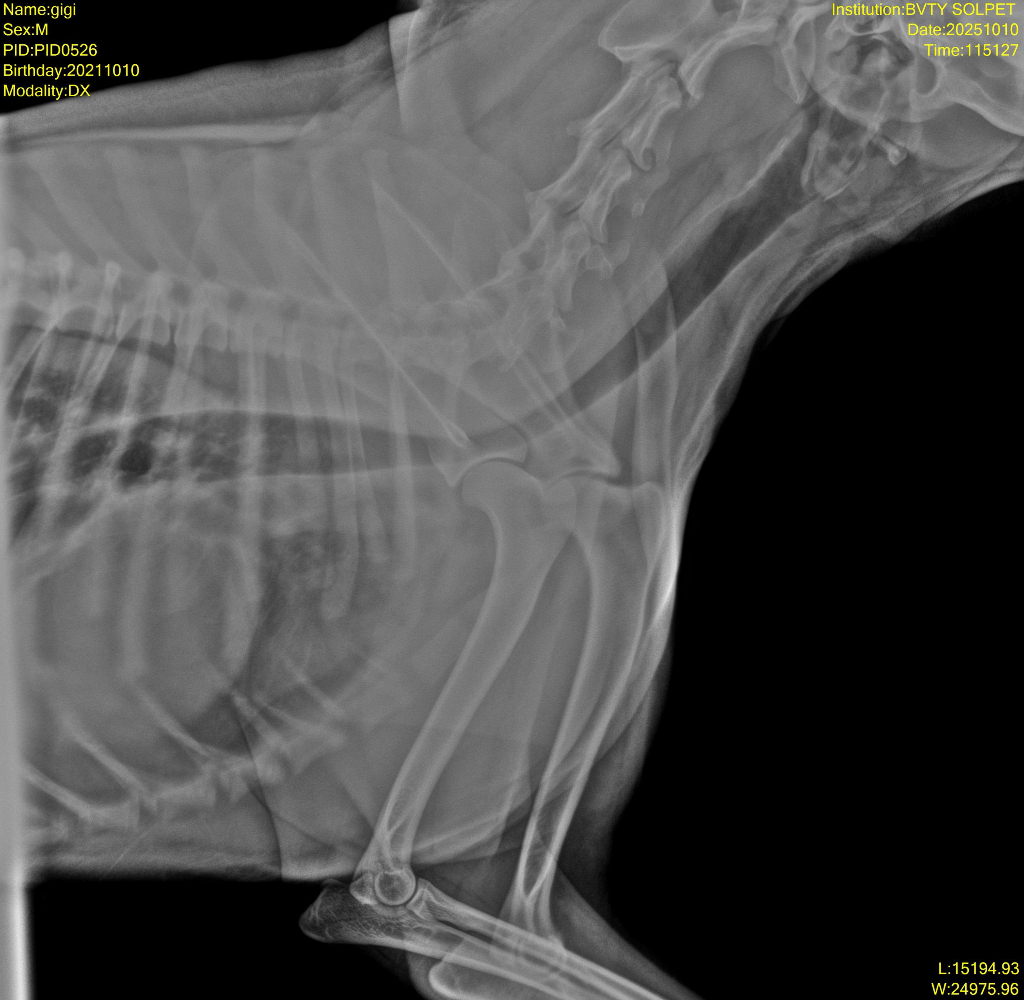 Name:gigi
Sex:M
PID:PID0526
Birthday:20211010
Modality:DX
Institution:BVTY SOLPET
Date:20251010
Time:115127
L:15194.93
W:24975.96